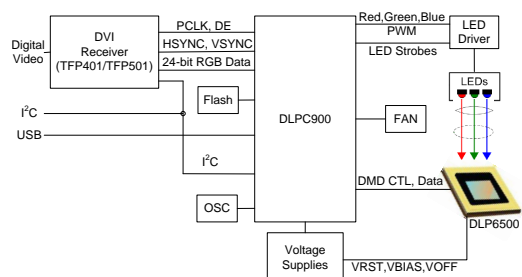 DVI
Receiver
(TFP401/TFP501)
Digital
Video
PCLK, DE
HSYNC, VSYNC
24-bit RGB Data
Red,Green,Blue
PWM
LED Strobes
LED
Driver
LEDs
Flash
I²C
USB
DLPC900
FAN
I²C
OSC
DMD CTL, Data
DLP6500
Voltage
Supplies
VRST,VBIAS,VOFF